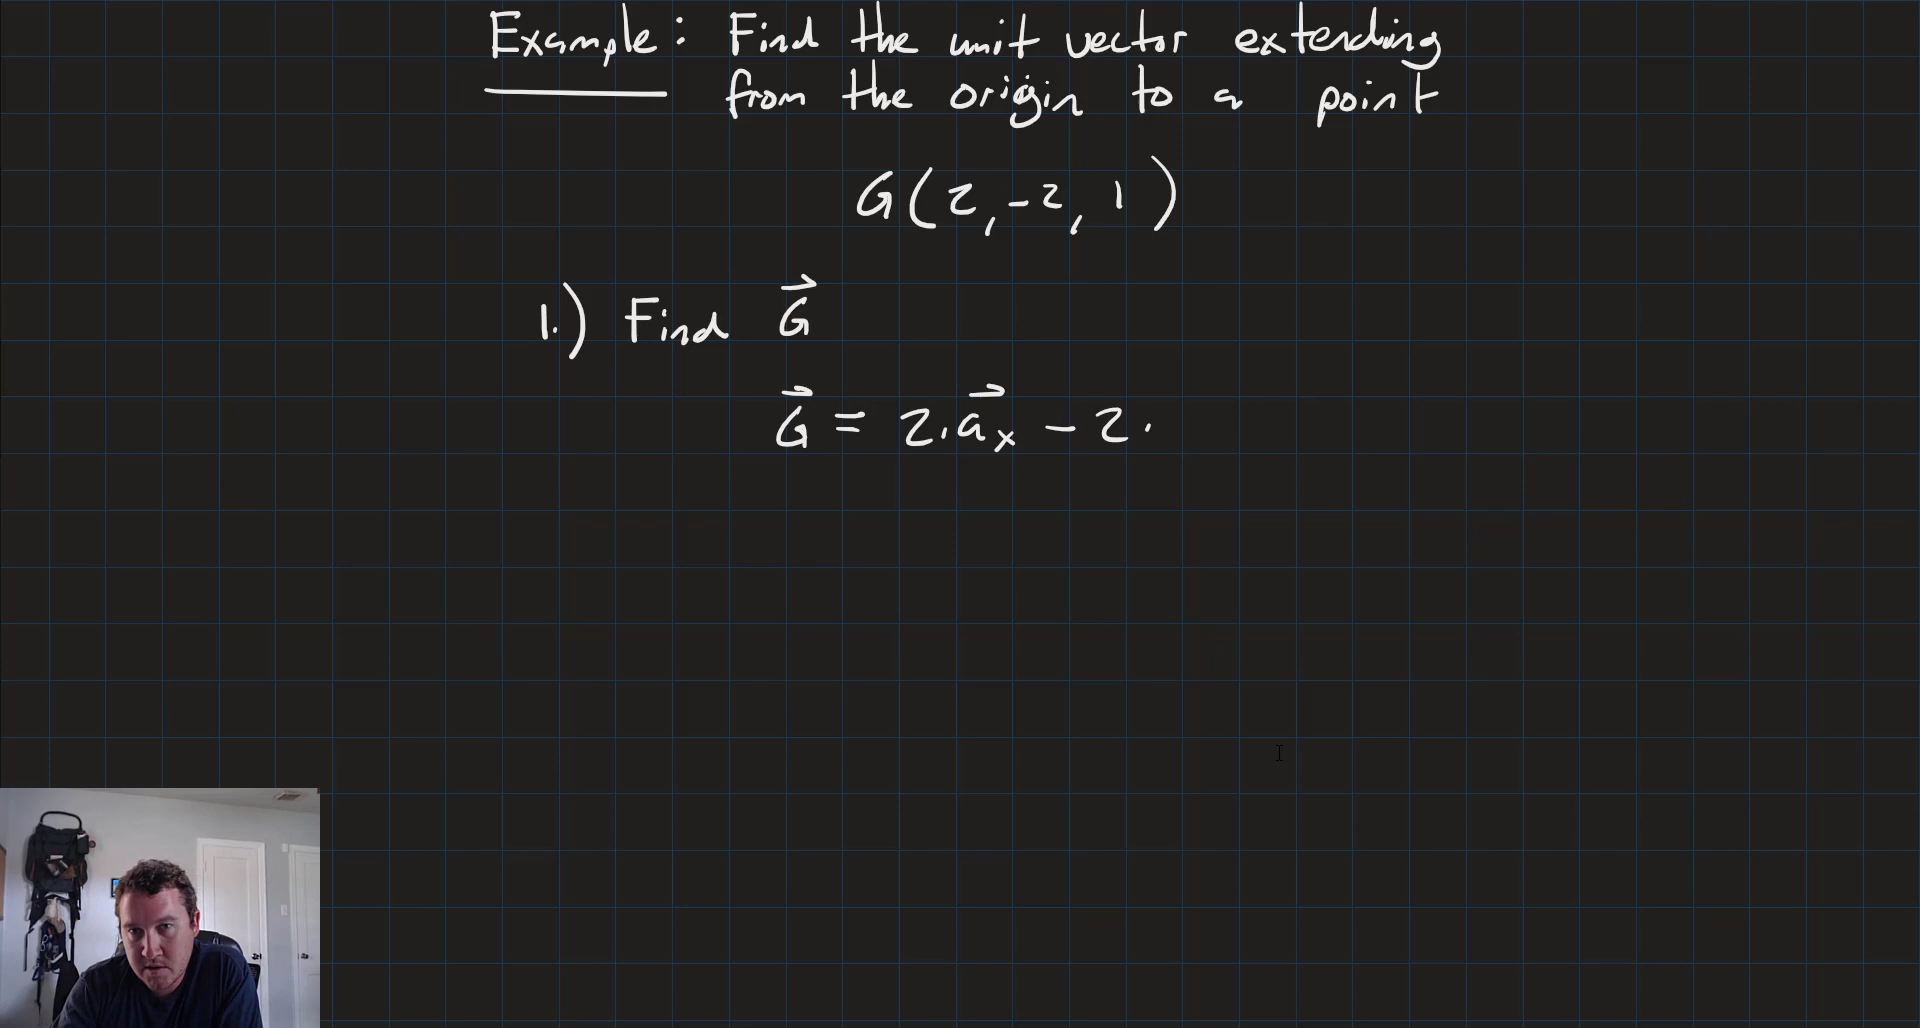 Example: Find the unit vector extending
from the origin to a point
G(2,-2,1)
1.) Find G⃗
G⃗ = 2·a⃗ₓ - 2·